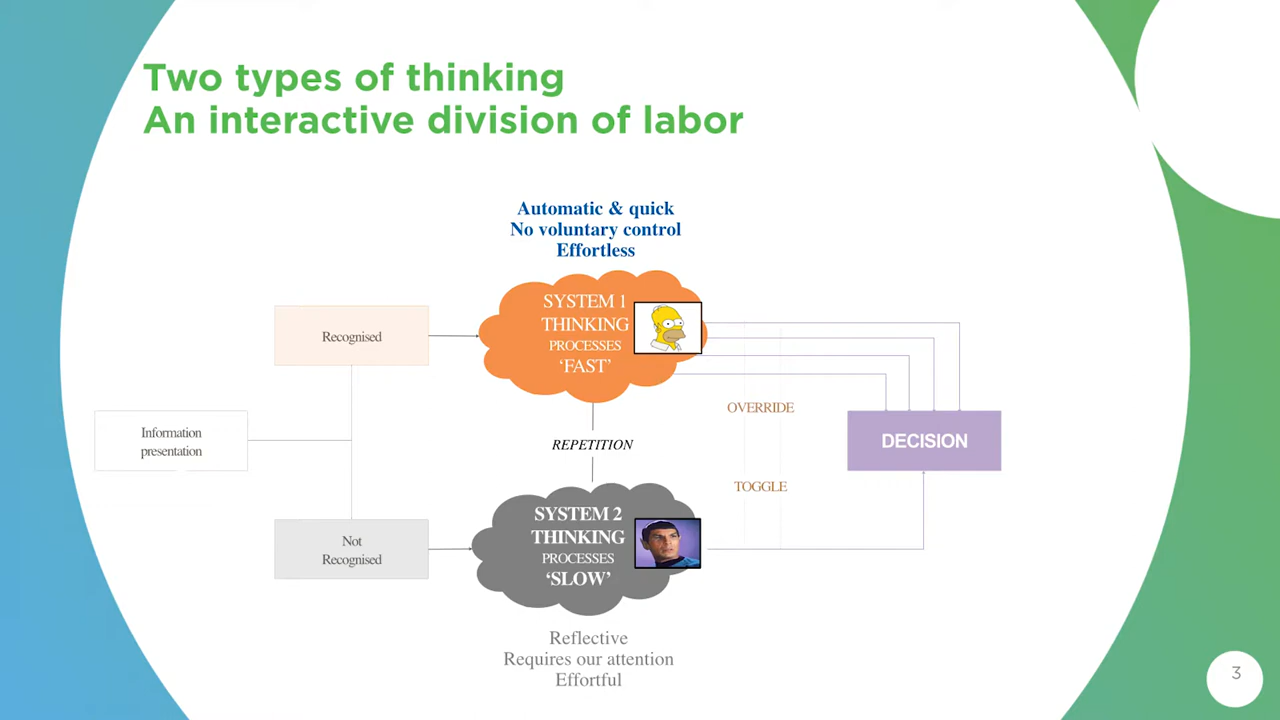 Two types of thinking
An interactive division of labor
Automatic & quick
No voluntary control
Effortless
SYSTEM 1
THINKING
PROCESSES
‘FAST’
Recognised
Information
presentation
REPETITION
OVERRIDE
DECISION
TOGGLE
Not
Recognised
SYSTEM 2
THINKING
PROCESSES
‘SLOW’
Reflective
Requires our attention
Effortful
3